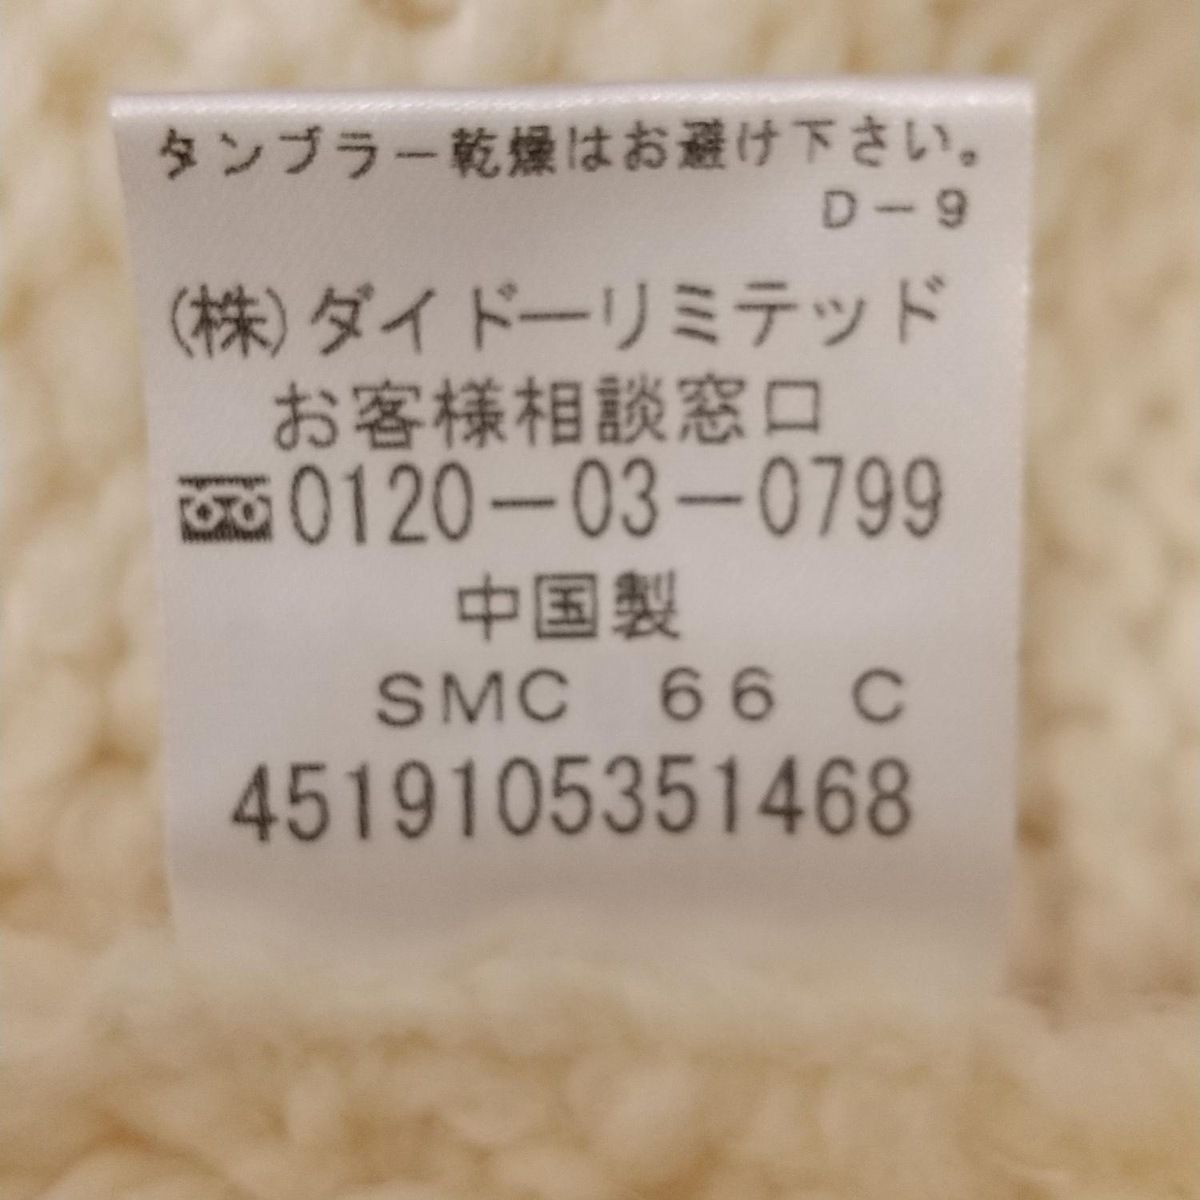 タンブラー乾燥はお避け下さい。
D-9
(株)ダイドーリミテッド
お客様相談窓口
0120-03-0799
中国製
SMC 66 C
4519105351468